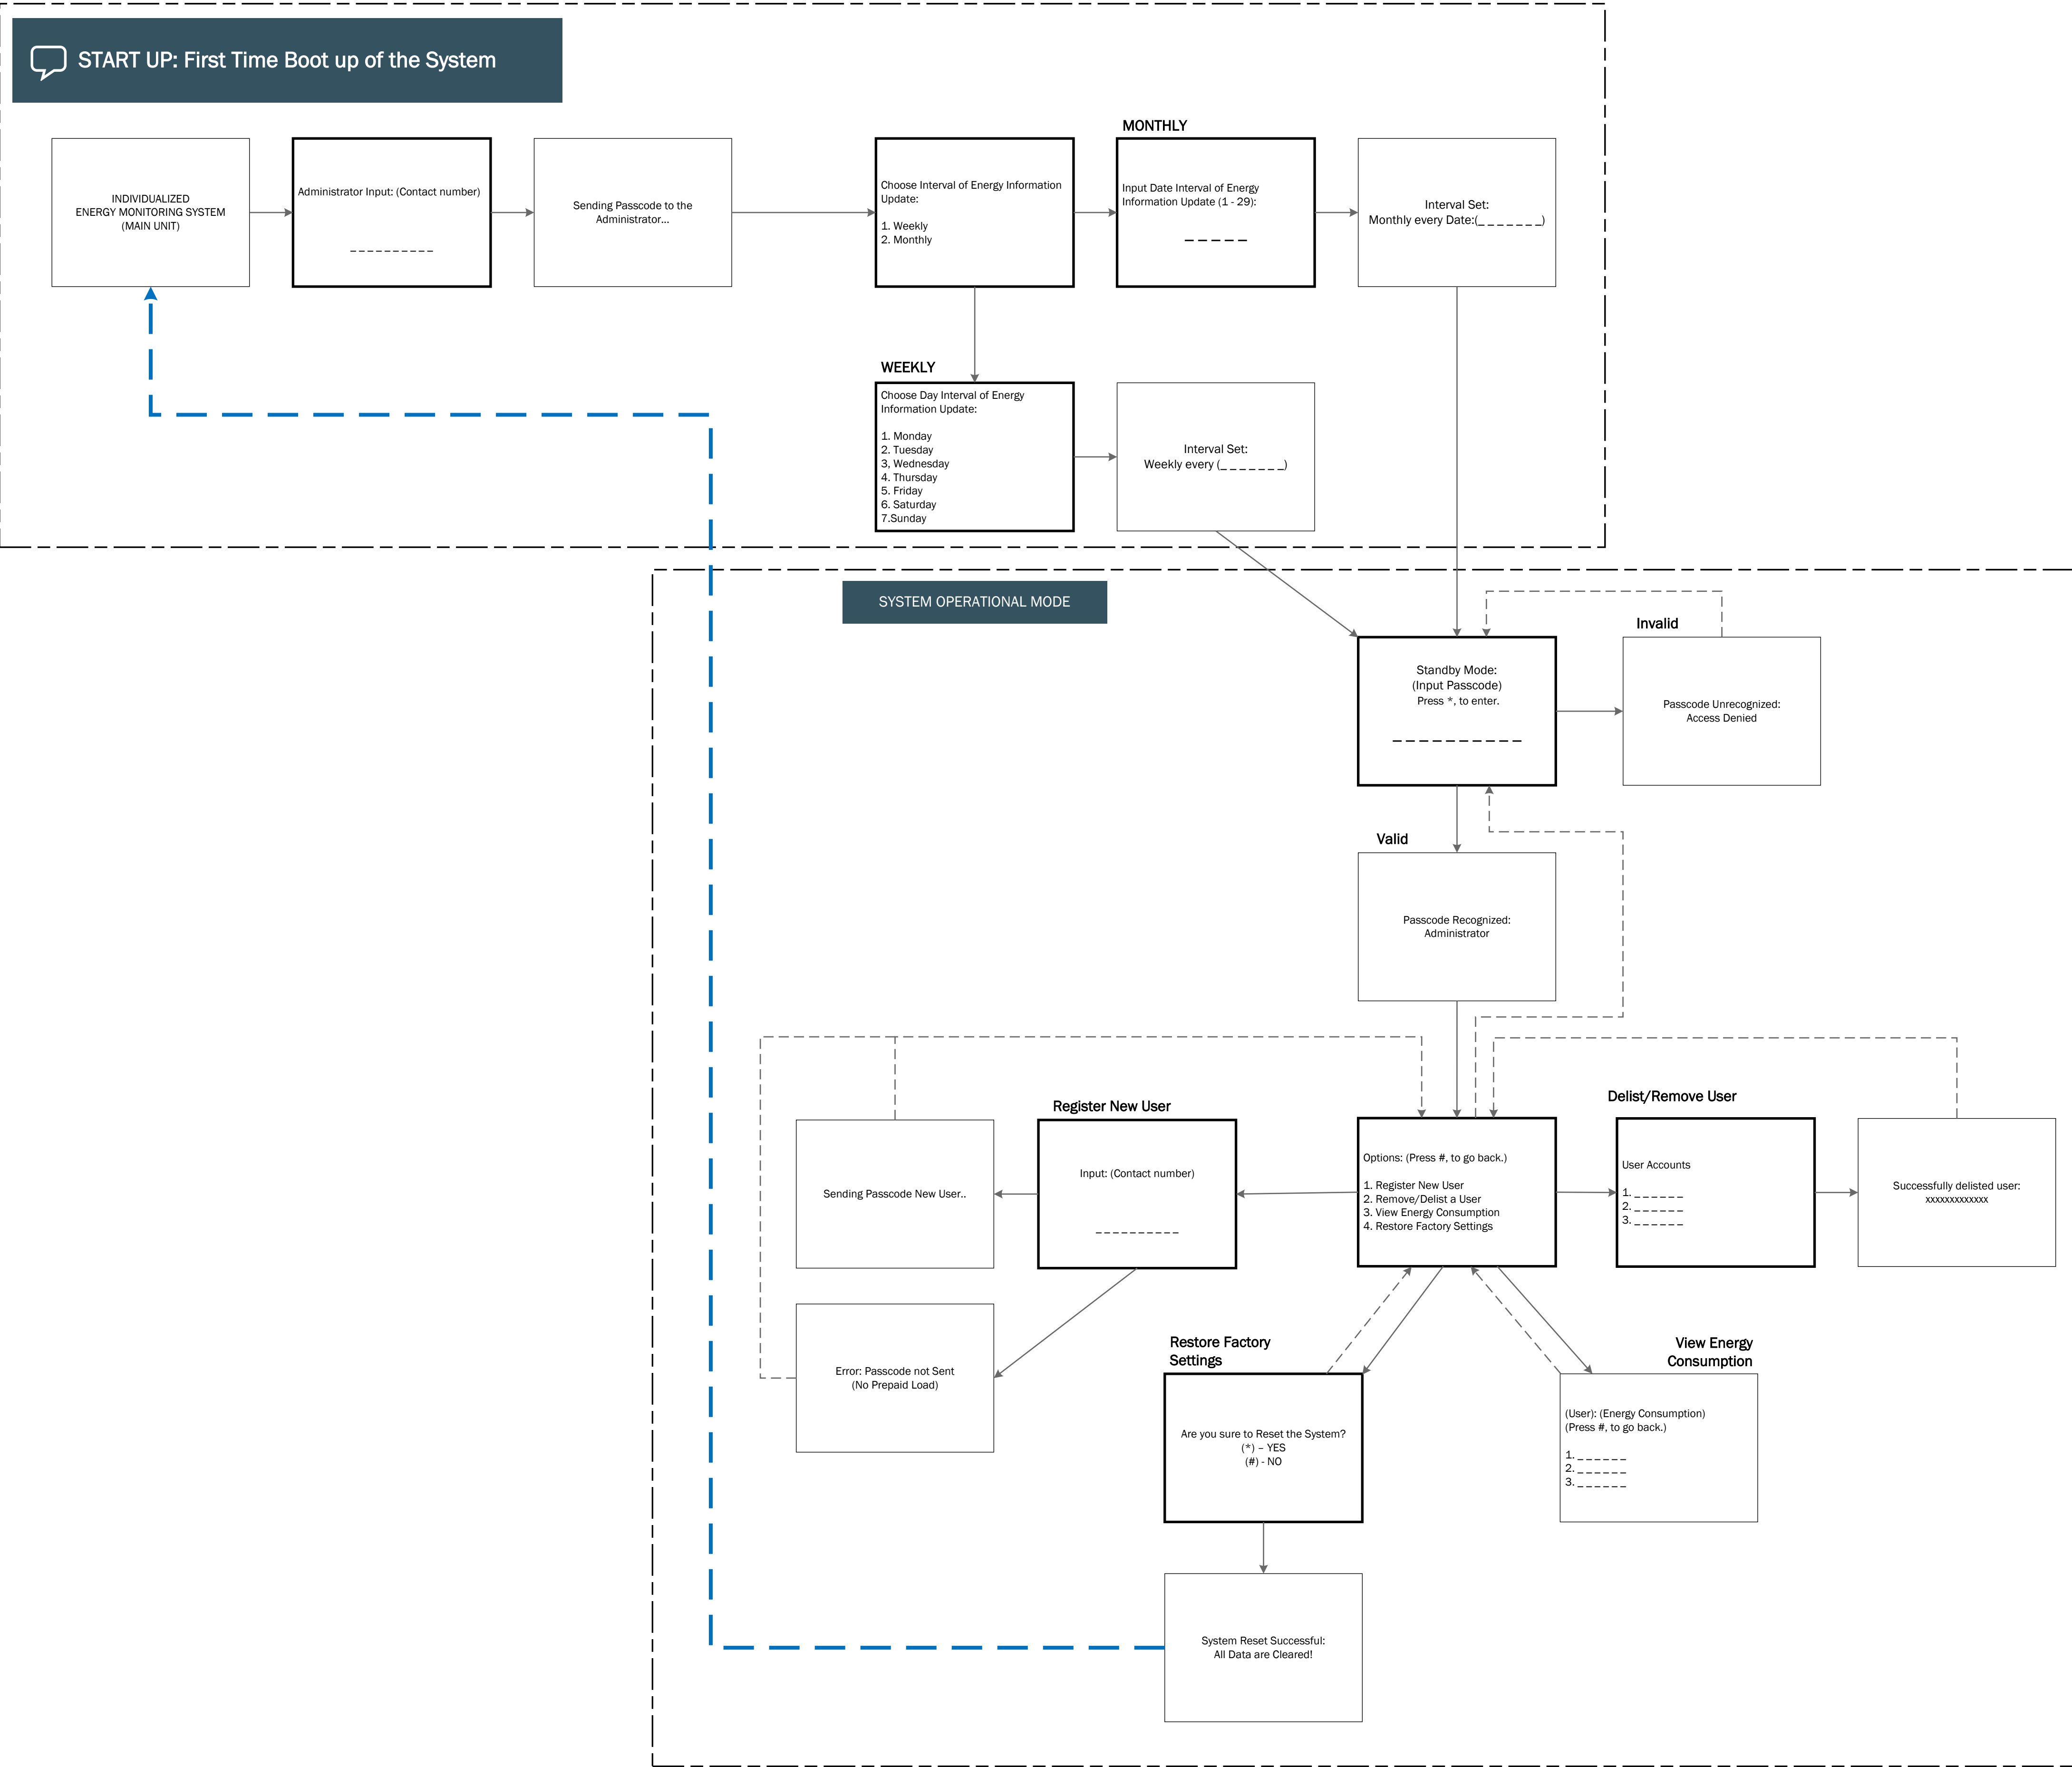 START UP: First Time Boot up of the System
INDIVIDUALIZED
ENERGY MONITORING SYSTEM
(MAIN UNIT)
Administrator Input: (Contact number)
_ _ _ _ _ _ _ _ _ _
Sending Passcode to the
Administrator...
Choose Interval of Energy Information
Update:
1. Weekly
2. Monthly
MONTHLY
Input Date Interval of Energy
Information Update (1 - 29):
_ _ _ _ _
Interval Set:
Monthly every Date:(_ _ _ _ _ _ _ _)
WEEKLY
Choose Day Interval of Energy
Information Update:
1. Monday
2. Tuesday
3, Wednesday
4. Thursday
5. Friday
6. Saturday
7.Sunday
Interval Set:
Weekly every (_ _ _ _ _ _ _ _)
SYSTEM OPERATIONAL MODE
Standby Mode:
(Input Passcode)
Press *, to enter.
_ _ _ _ _ _ _ _ _ _ _
Invalid
Passcode Unrecognized:
Access Denied
Valid
Passcode Recognized:
Administrator
Register New User
Sending Passcode New User..
Input: (Contact number)
_ _ _ _ _ _ _ _ _ _
Error: Passcode not Sent
(No Prepaid Load)
Options: (Press #, to go back.)
1. Register New User
2. Remove/Delist a User
3. View Energy Consumption
4. Restore Factory Settings
Delist/Remove User
User Accounts
1. _ _ _ _ _ _
2. _ _ _ _ _ _
3. _ _ _ _ _ _
Successfully delisted user:
xxxxxxxxxxxxx
Restore Factory
Settings
Are you sure to Reset the System?
(*) – YES
(#) - NO
View Energy
Consumption
(User): (Energy Consumption)
(Press #, to go back.)
1. _ _ _ _ _ _
2. _ _ _ _ _ _
3. _ _ _ _ _ _
System Reset Successful:
All Data are Cleared!